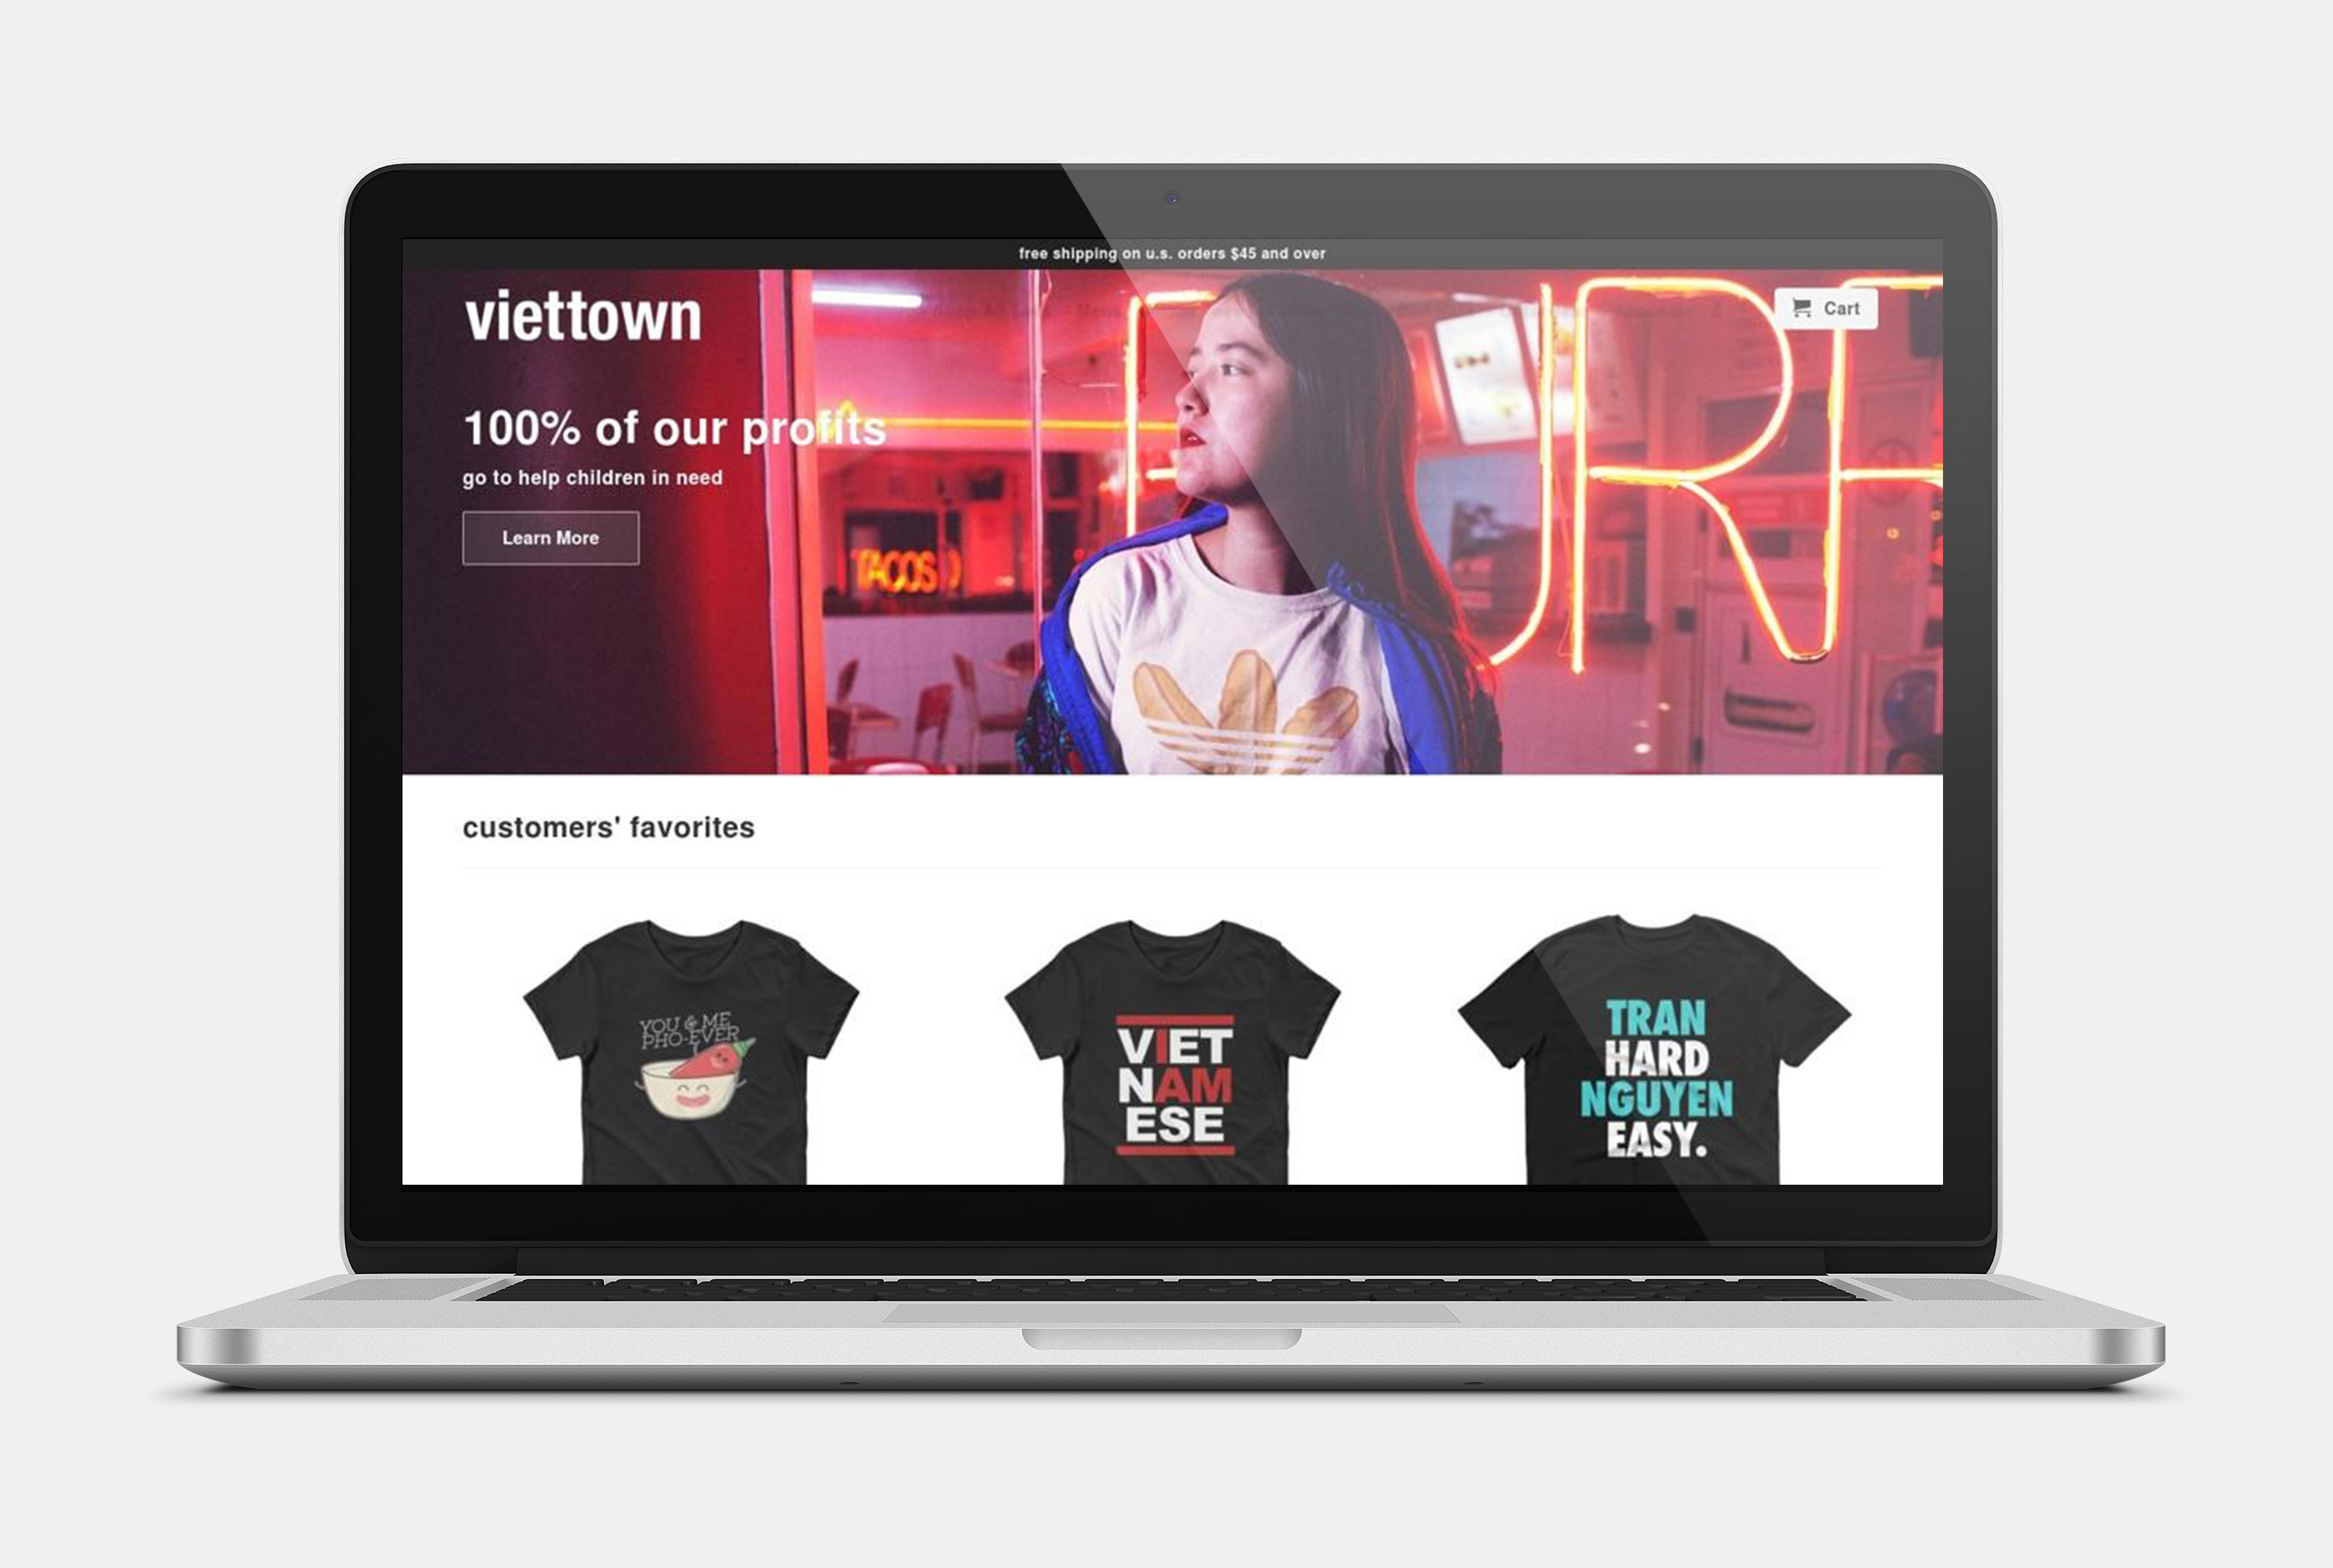 free shipping on u.s. orders $45 and over
viettown
Cart
100% of our profits
go to help children in need
Learn More
TACOS
URF
customers' favorites
YOU & ME
PHO-EVER
VIET
NAM
ESE
TRAN
HARD
NGUYEN
EASY.